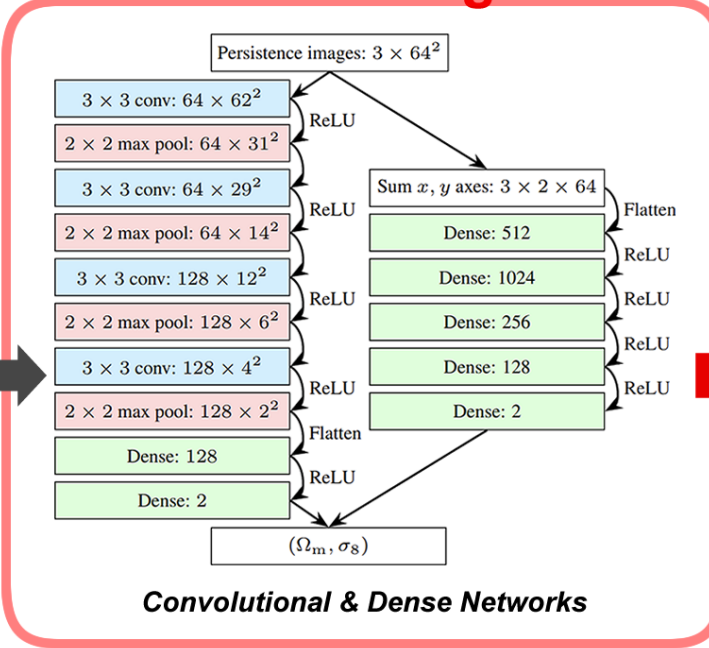 g
Persistence images: 3 × 64²
3 × 3 conv: 64 × 62²
ReLU
2 × 2 max pool: 64 × 31²
3 × 3 conv: 64 × 29²
ReLU
2 × 2 max pool: 64 × 14²
3 × 3 conv: 128 × 12²
ReLU
2 × 2 max pool: 128 × 6²
3 × 3 conv: 128 × 4²
ReLU
2 × 2 max pool: 128 × 2²
Flatten
Dense: 128
ReLU
Dense: 2
Sum x, y axes: 3 × 2 × 64
Flatten
Dense: 512
ReLU
Dense: 1024
ReLU
Dense: 256
ReLU
Dense: 128
ReLU
Dense: 2
(Ωₘ, σ₈)
Convolutional & Dense Networks